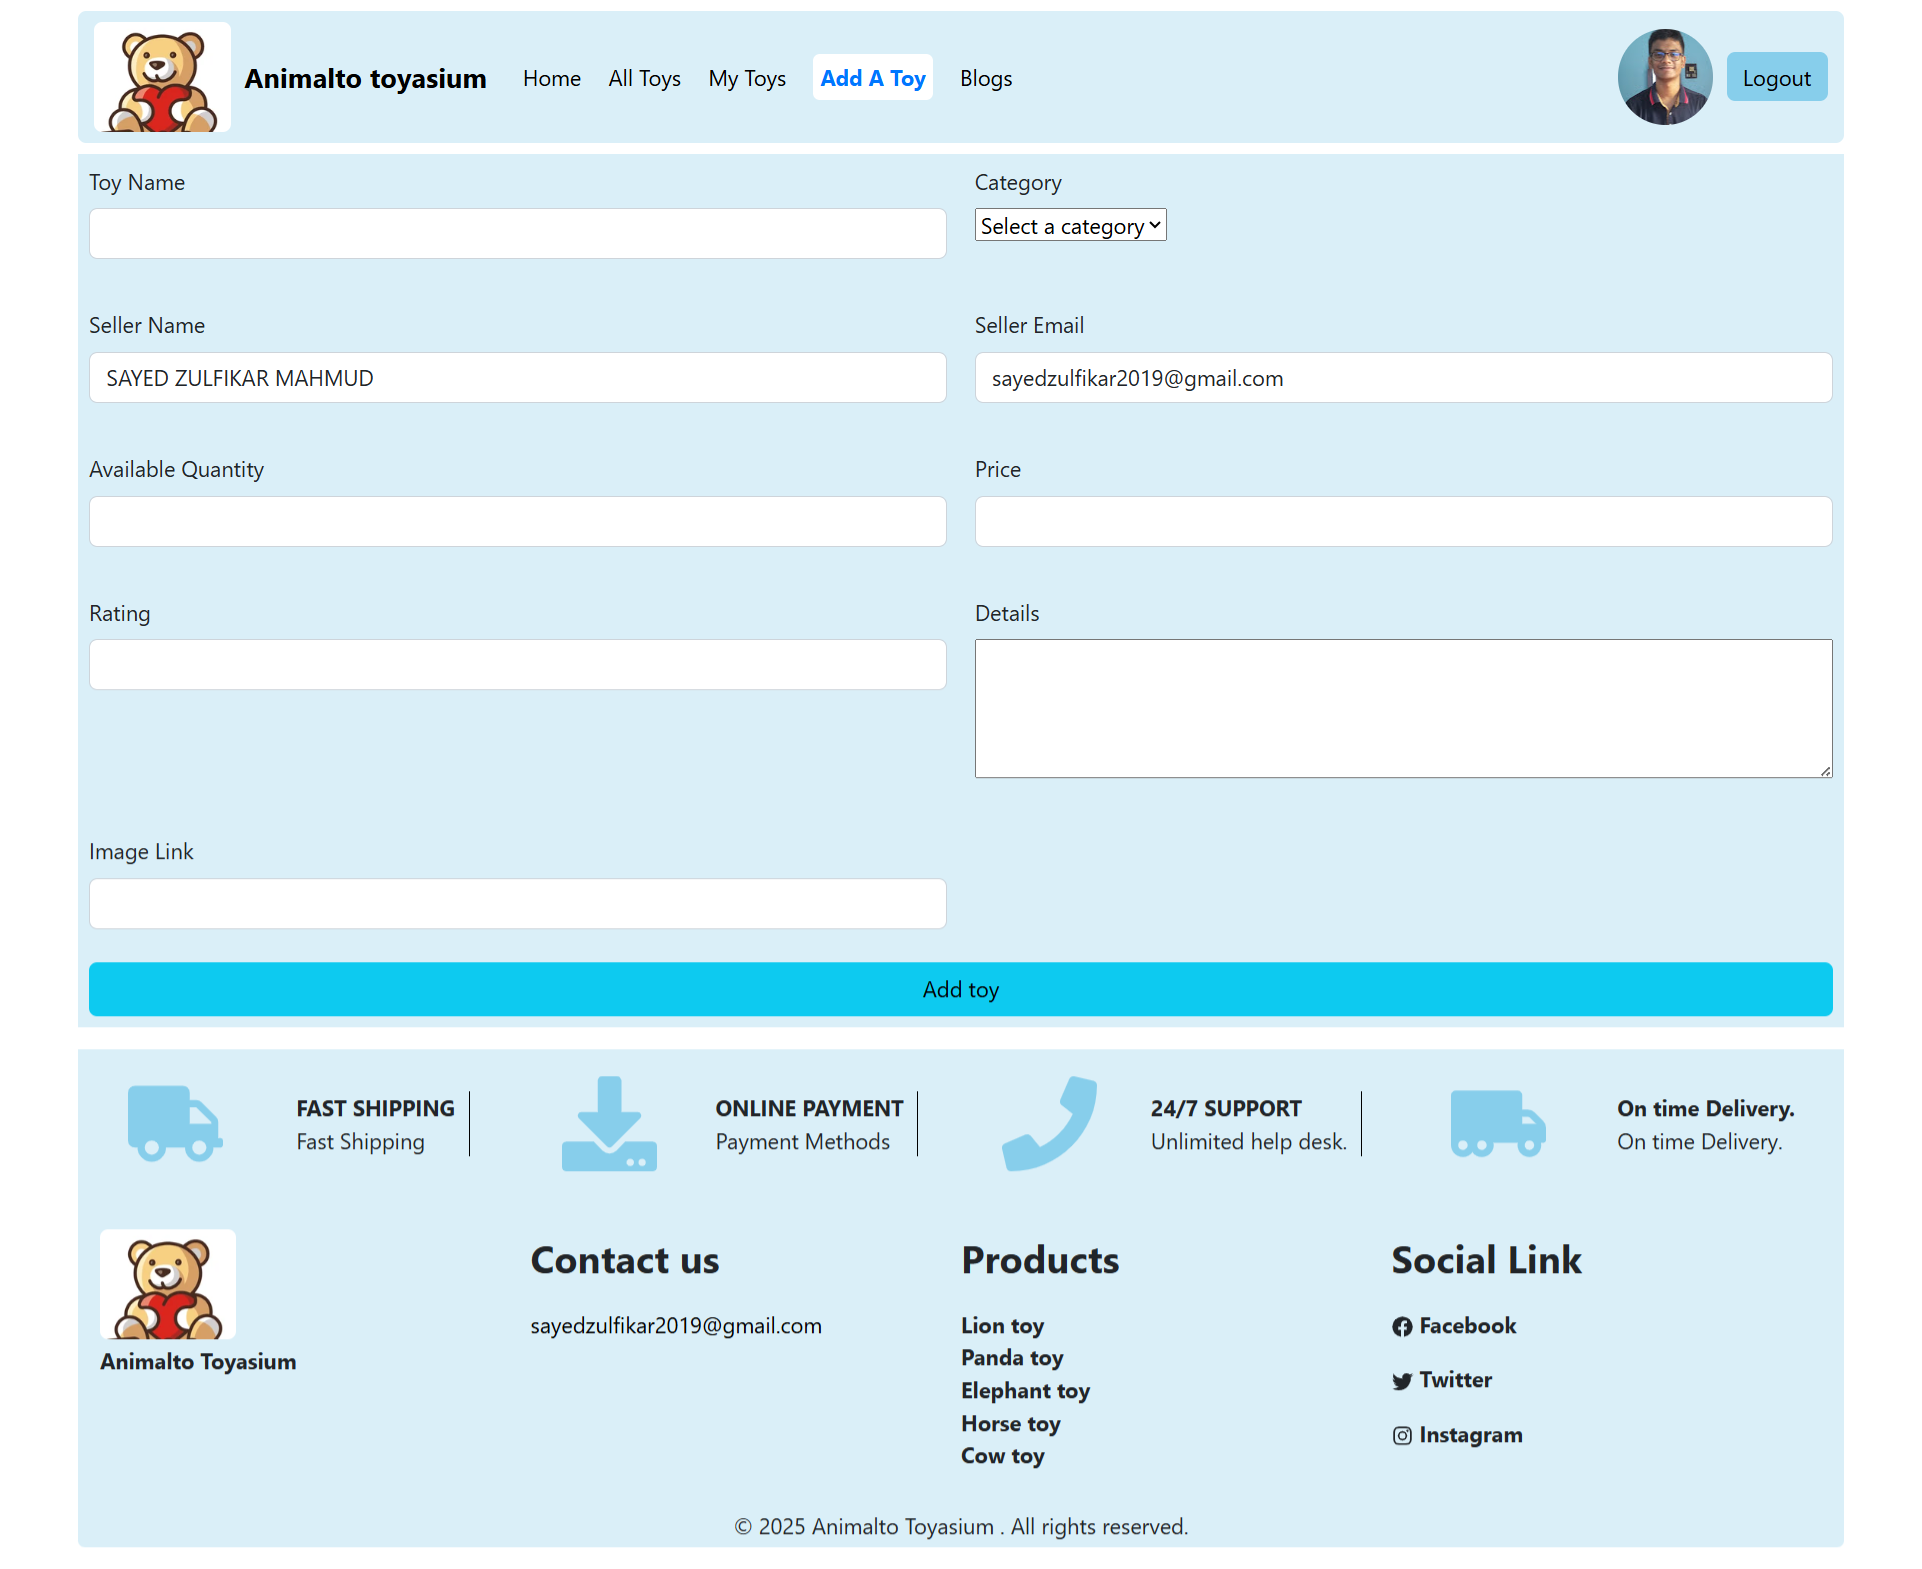 Animalto toyasium
Home
All Toys
My Toys
Add A Toy
Blogs
Logout
Toy Name
Category
Select a category
Seller Name
Seller Email
SAYED ZULFIKAR MAHMUD
sayedzulfikar2019@gmail.com
Available Quantity
Price
Rating
Details
Image Link
Add toy
FAST SHIPPING
Fast Shipping
ONLINE PAYMENT
Payment Methods
24/7 SUPPORT
Unlimited help desk.
On time Delivery.
On time Delivery.
Animalto Toyasium
Contact us
sayedzulfikar2019@gmail.com
Products
Lion toy
Panda toy
Elephant toy
Horse toy
Cow toy
Social Link
Facebook
Twitter
Instagram
© 2025 Animalto Toyasium . All rights reserved.